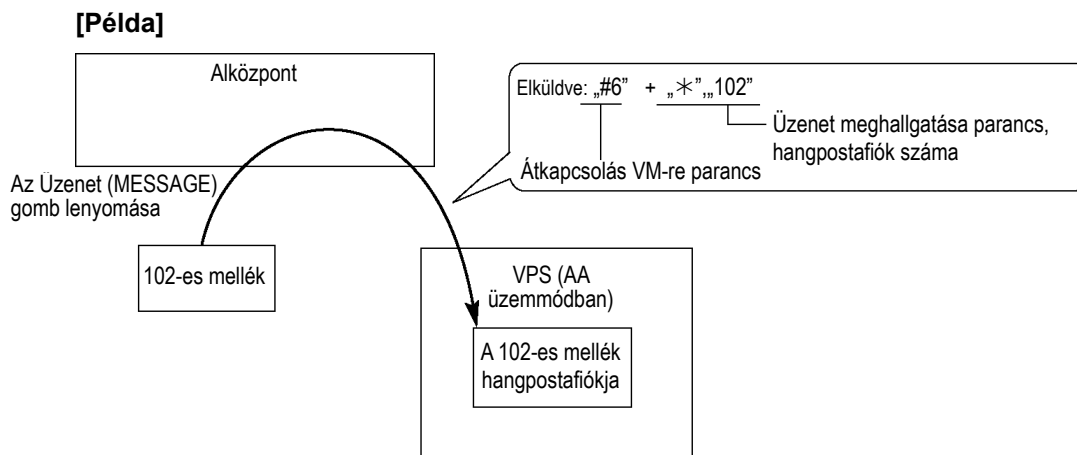 [Példa]
Alközpont
Elküldve: „#6” + „＊”,„102”
Üzenet meghallgatása parancs,
hangpostafiók száma
Átkapcsolás VM-re parancs
Az Üzenet (MESSAGE)
gomb lenyomása
102-es mellék
VPS (AA
üzemmódban)
A 102-es mellék
hangpostafiókja